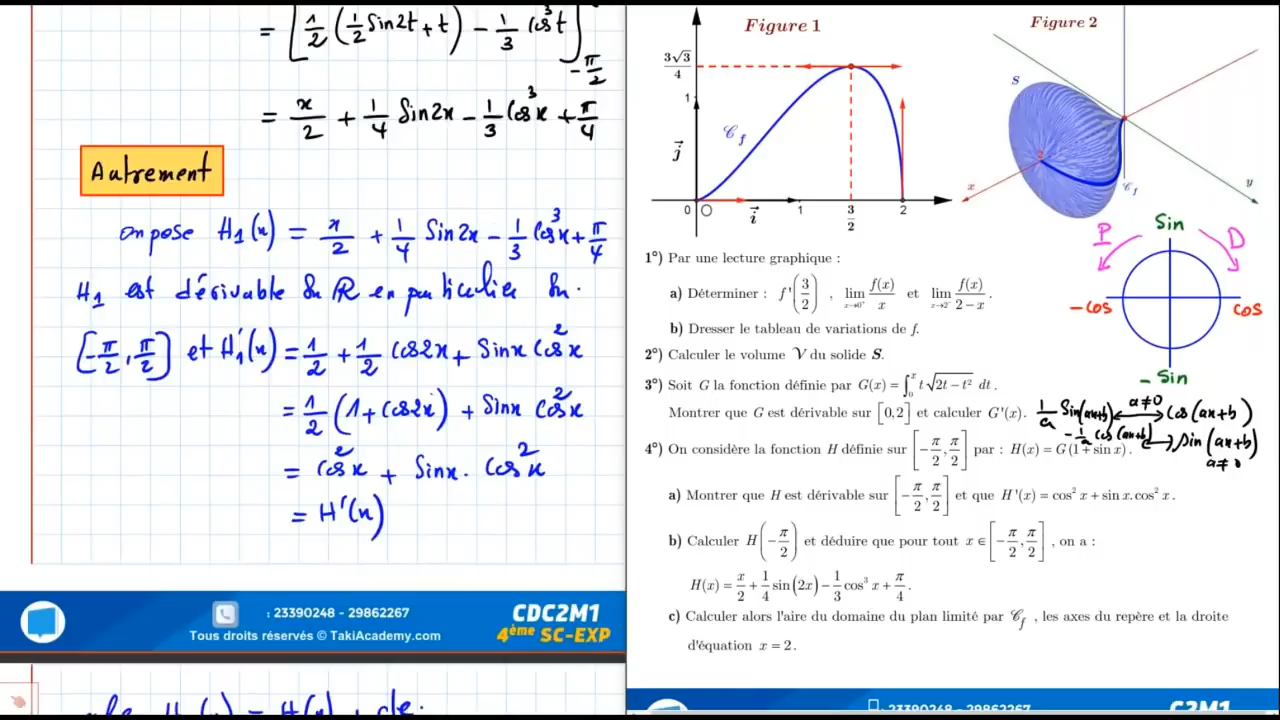 = [1/2 (1/2 Sin2t + t) - 1/3 Cos³t]
-π/2
= x/2 + 1/4 Sin2x - 1/3 Cos³x + π/4
Autrement
on pose H₁(x) = x/2 + 1/4 Sin2x - 1/3 Cos³x + π/4
H₁ est dérivable sur ℝ en particulier sur
[-π/2, π/2] et H₁'(x) = 1/2 + 1/2 Cos2x + Sinx Cos²x
= 1/2 (1 + Cos2x) + Sinx Cos²x
= Cos²x + Sinx. Cos²x
= H'(x)
: 23390248 - 29862267
Tous droits réservés © TakiAcademy.com
CDC2M1
4ème SC-EXP
H₁(x) = H(x) + de
Figure 1
3√3/4
1
𝒞f
j
0
O
i
1
3/2
2
Figure 2
S
x
y
𝒞f
2
P
Sin
D
-Cos
Cos
- Sin
1°) Par une lecture graphique :
a) Déterminer : f'(3/2) , lim x→0⁺ f(x)/x et lim x→2⁻ f(x)/(2-x) .
b) Dresser le tableau de variations de f.
2°) Calculer le volume 𝒱 du solide S.
3°) Soit G la fonction définie par G(x) = ∫₀ˣ t√(2t - t²) dt .
Montrer que G est dérivable sur [0,2] et calculer G'(x).
1/a Sin(ax+b) a≠0 Cos(ax+b)
-1/a Cos(ax+b) Sin(ax+b)
a≠0
4°) On considère la fonction H définie sur [-π/2, π/2] par : H(x) = G(1 + sin x) .
a) Montrer que H est dérivable sur [-π/2, π/2] et que H'(x) = cos² x + sin x. cos² x .
b) Calculer H(-π/2) et déduire que pour tout x ∈ [-π/2, π/2] , on a :
H(x) = x/2 + 1/4 sin(2x) - 1/3 cos³ x + π/4 .
c) Calculer alors l'aire du domaine du plan limité par 𝒞f , les axes du repère et la droite
d'équation x = 2 .
: 23390248 - 29862267
C2M1